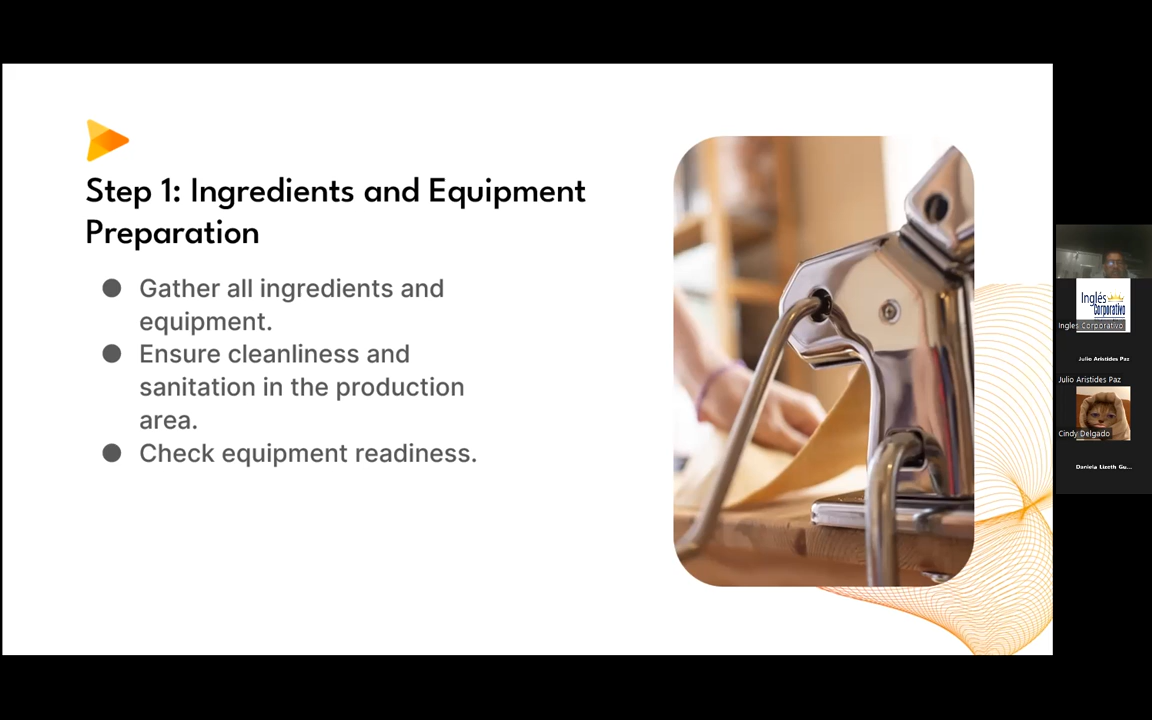 Step 1: Ingredients and Equipment
Preparation
● Gather all ingredients and
equipment.
● Ensure cleanliness and
sanitation in the production
area.
● Check equipment readiness.
Inglés
Corporativo
Ingles Corporativo
Julio Aristides Paz
Julio Aristides Paz
Cindy Delgado
Daniela Lizeth Gu...